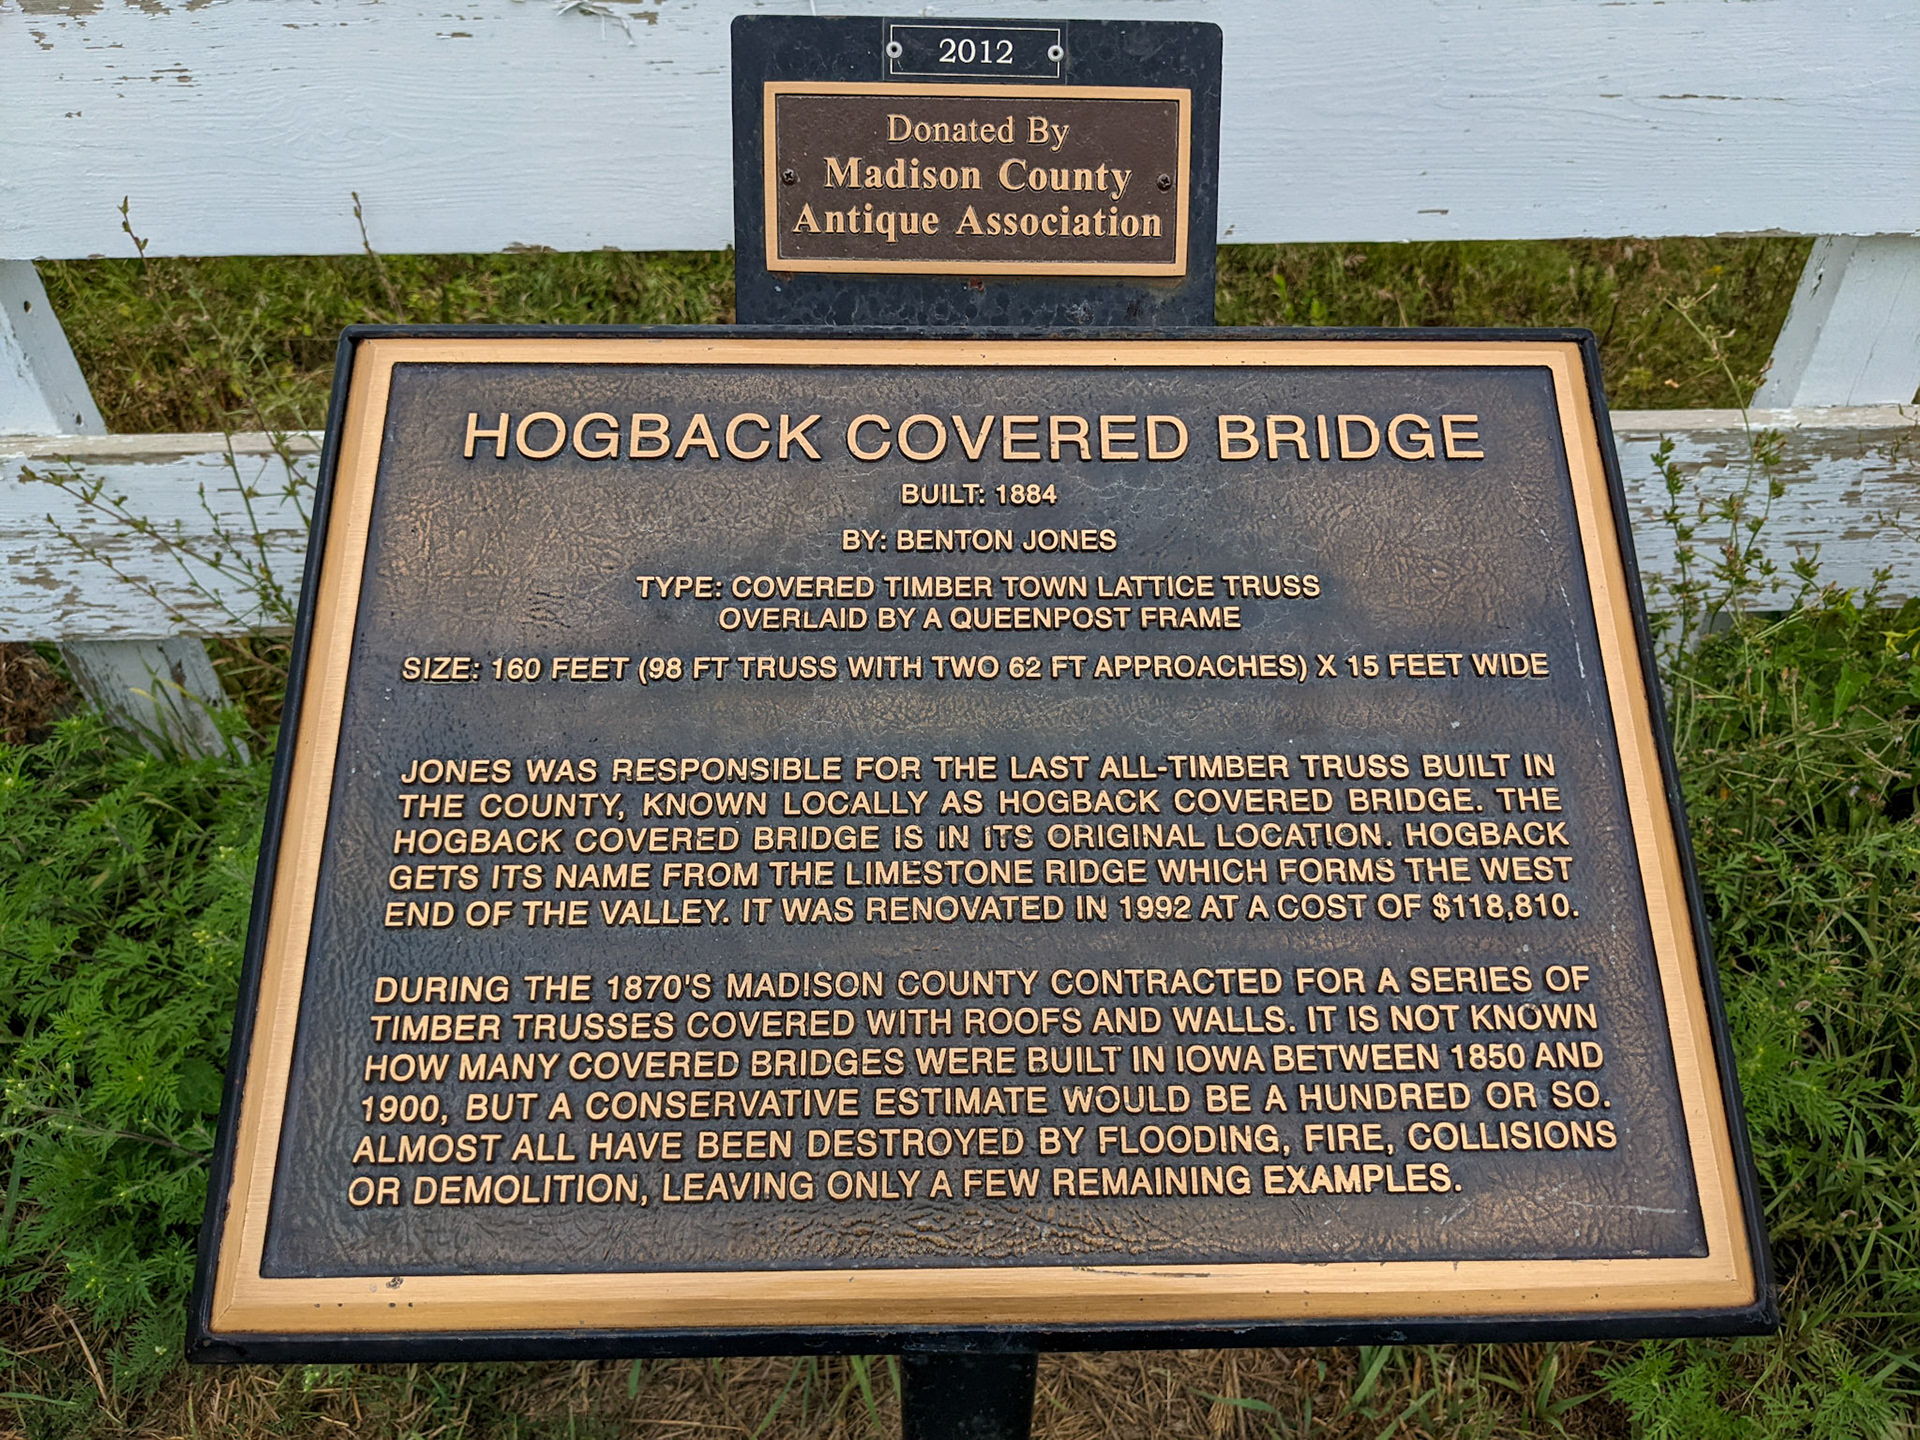 2012
Donated By
Madison County
Antique Association
HOGBACK COVERED BRIDGE
BUILT: 1884
BY: BENTON JONES
TYPE: COVERED TIMBER TOWN LATTICE TRUSS
OVERLAID BY A QUEENPOST FRAME
SIZE: 160 FEET (98 FT TRUSS WITH TWO 62 FT APPROACHES) X 15 FEET WIDE
JONES WAS RESPONSIBLE FOR THE LAST ALL-TIMBER TRUSS BUILT IN
THE COUNTY, KNOWN LOCALLY AS HOGBACK COVERED BRIDGE. THE
HOGBACK COVERED BRIDGE IS IN ITS ORIGINAL LOCATION. HOGBACK
GETS ITS NAME FROM THE LIMESTONE RIDGE WHICH FORMS THE WEST
END OF THE VALLEY. IT WAS RENOVATED IN 1992 AT A COST OF $118,810.
DURING THE 1870'S MADISON COUNTY CONTRACTED FOR A SERIES OF
TIMBER TRUSSES COVERED WITH ROOFS AND WALLS. IT IS NOT KNOWN
HOW MANY COVERED BRIDGES WERE BUILT IN IOWA BETWEEN 1850 AND
1900, BUT A CONSERVATIVE ESTIMATE WOULD BE A HUNDRED OR SO.
ALMOST ALL HAVE BEEN DESTROYED BY FLOODING, FIRE, COLLISIONS
OR DEMOLITION, LEAVING ONLY A FEW REMAINING EXAMPLES.